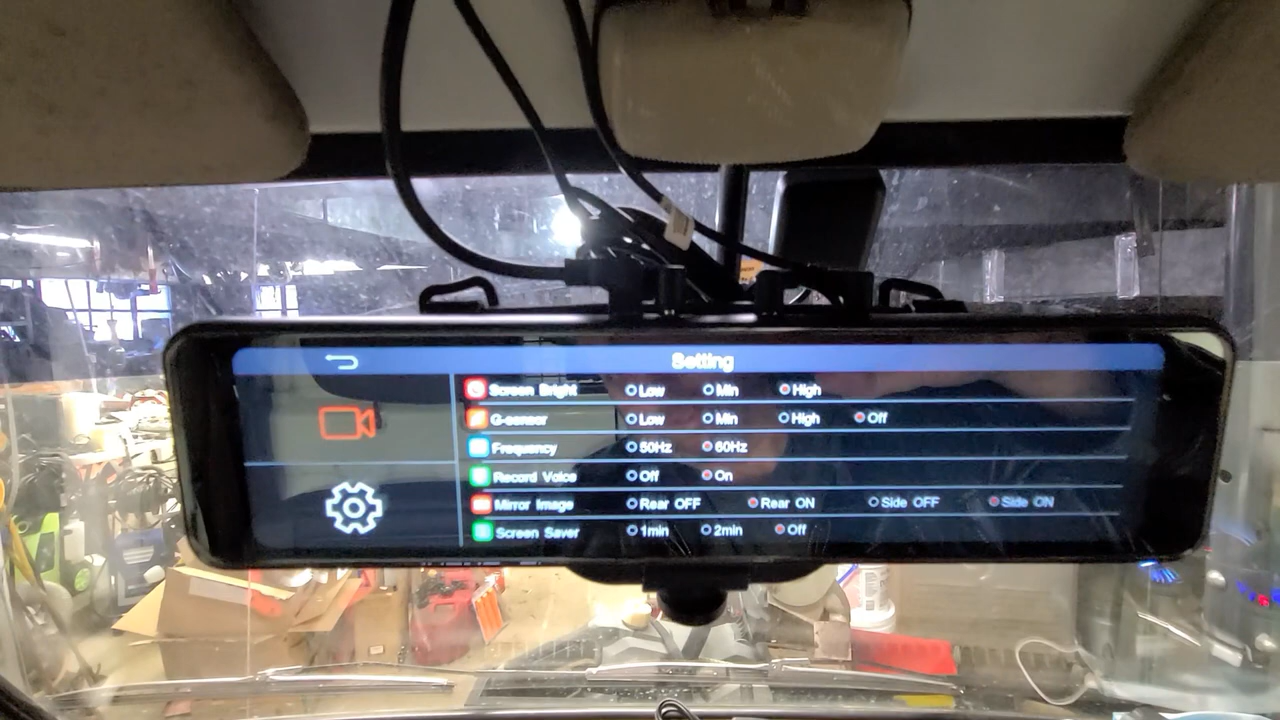 Setting
Screen Bright Low Min High
G-sensor Low Min High Off
Frequency 50Hz 60Hz
Record Voice Off On
Mirror Image Rear OFF Rear ON Side OFF Side ON
Screen Saver 1min 2min Off